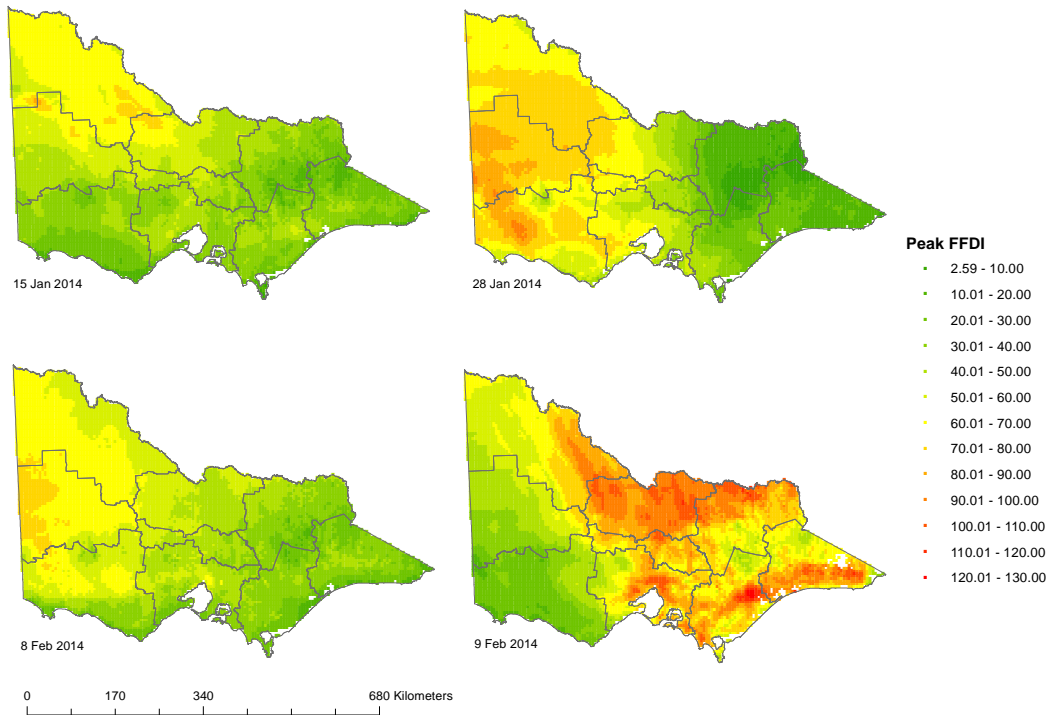 15 Jan 2014
28 Jan 2014
Peak FFDI
2.59 - 10.00
10.01 - 20.00
20.01 - 30.00
30.01 - 40.00
40.01 - 50.00
50.01 - 60.00
60.01 - 70.00
70.01 - 80.00
80.01 - 90.00
90.01 - 100.00
100.01 - 110.00
110.01 - 120.00
120.01 - 130.00
8 Feb 2014
9 Feb 2014
0 170 340 680 Kilometers